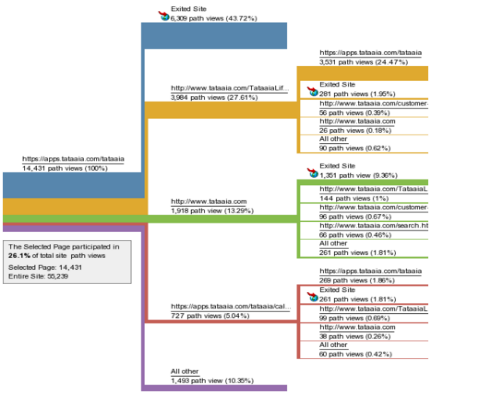 Exited Site
6,309 path views (43.72%)
https://apps.tataaia.com/tataaia
3,531 path views (24.47%)
http://www.tataaia.com/TataaiaLif...
3,984 path views (27.61%)
Exited Site
281 path views (1.95%)
http://www.tataaia.com/customer-
56 path views (0.39%)
http://www.tataaia.com
26 path views (0.18%)
All other
90 path views (0.62%)
https://apps.tataaia.com/tataaia
14,431 path views (100%)
Exited Site
1,351 path view (9.36%)
http://www.tataaia.com/TataaiaL
144 path views (1%)
http://www.tataaia.com
1,918 path view (13.29%)
http://www.tataaia.com/customer-
96 path views (0.67%)
http://www.tataaia.com/search.ht
66 path views (0.46%)
All other
261 path views (1.81%)
The Selected Page participated in
26.1% of total site path views
Selected Page: 14,431
Entire Site: 55,239
https://apps.tataaia.com/tataaia
269 path views (1.86%)
https://apps.tataaia.com/tataaia/cal...
727 path views (5.04%)
Exited Site
261 path views (1.81%)
http://www.tataaia.com/TataaiaL
99 path views (0.69%)
http://www.tataaia.com
38 path views (0.26%)
All other
60 path views (0.42%)
All other
1,493 path view (10.35%)